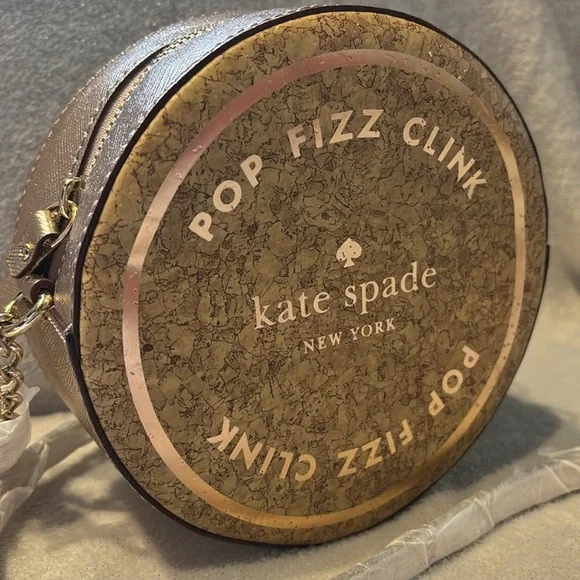 POP FIZZ CLINK
kate spade
NEW YORK
POP FIZZ CLINK